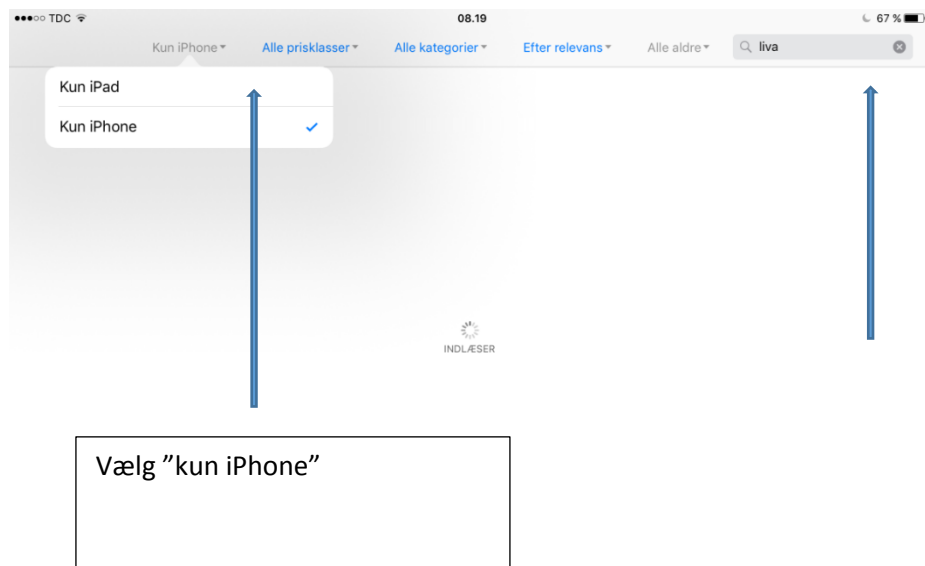 TDC 08.19 67 %
Kun iPhone Alle prisklasser Alle kategorier Efter relevans Alle aldre liva
Kun iPad
Kun iPhone
INDLÆSER
Vælg ”kun iPhone”